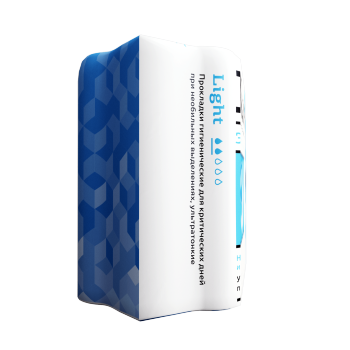 Light
Прокладки гигиенические для критических дней
при необильных выделениях, ультратонкие